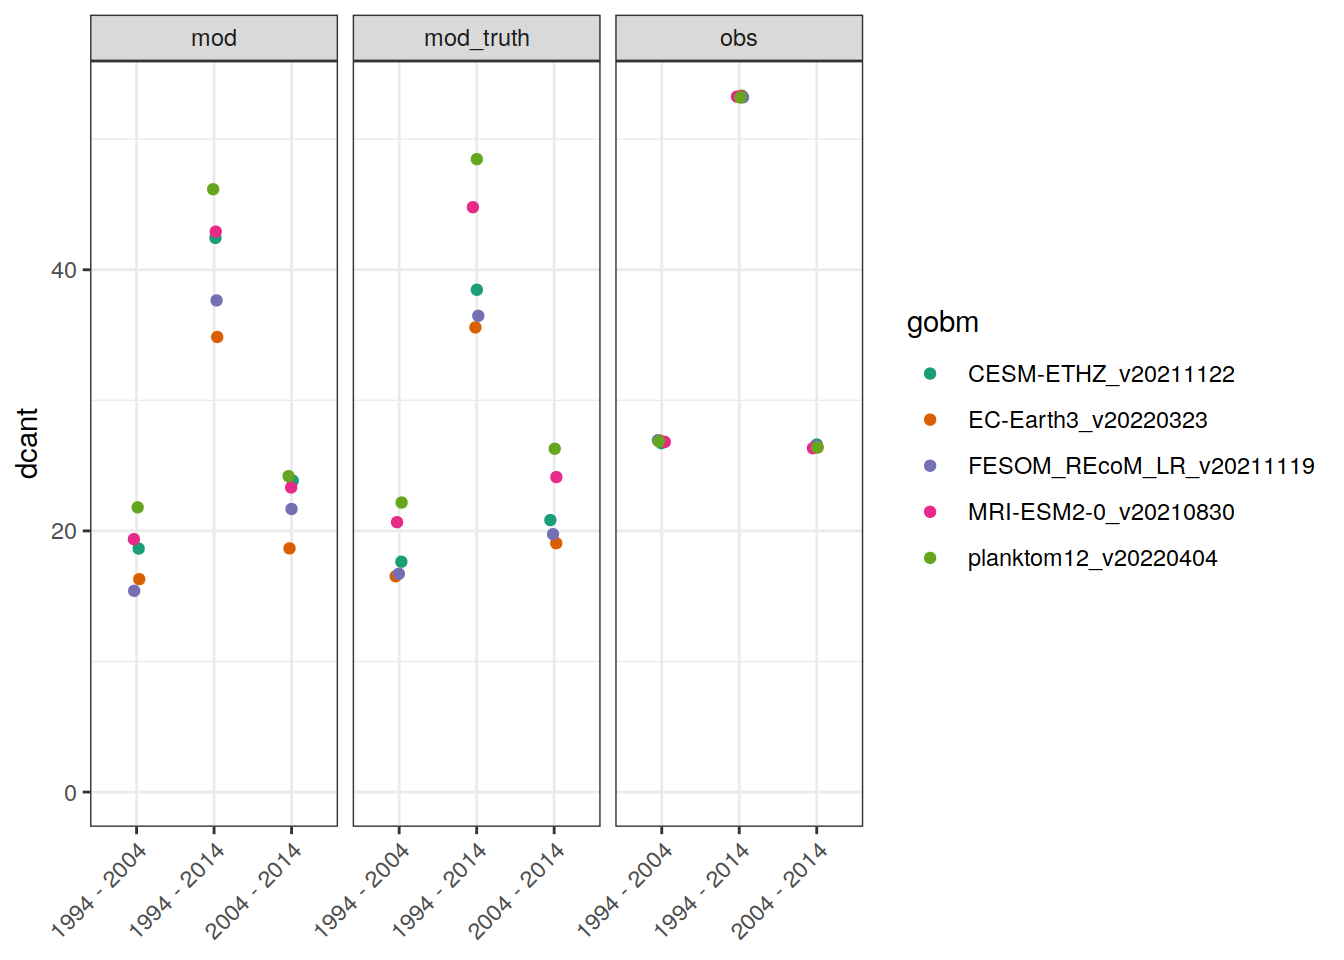 mod
mod_truth
obs
dcant
40
20
0
1994 - 2004
1994 - 2014
2004 - 2014
1994 - 2004
1994 - 2014
2004 - 2014
1994 - 2004
1994 - 2014
2004 - 2014
gobm
CESM-ETHZ_v20211122
EC-Earth3_v20220323
FESOM_REcoM_LR_v20211119
MRI-ESM2-0_v20210830
planktom12_v20220404